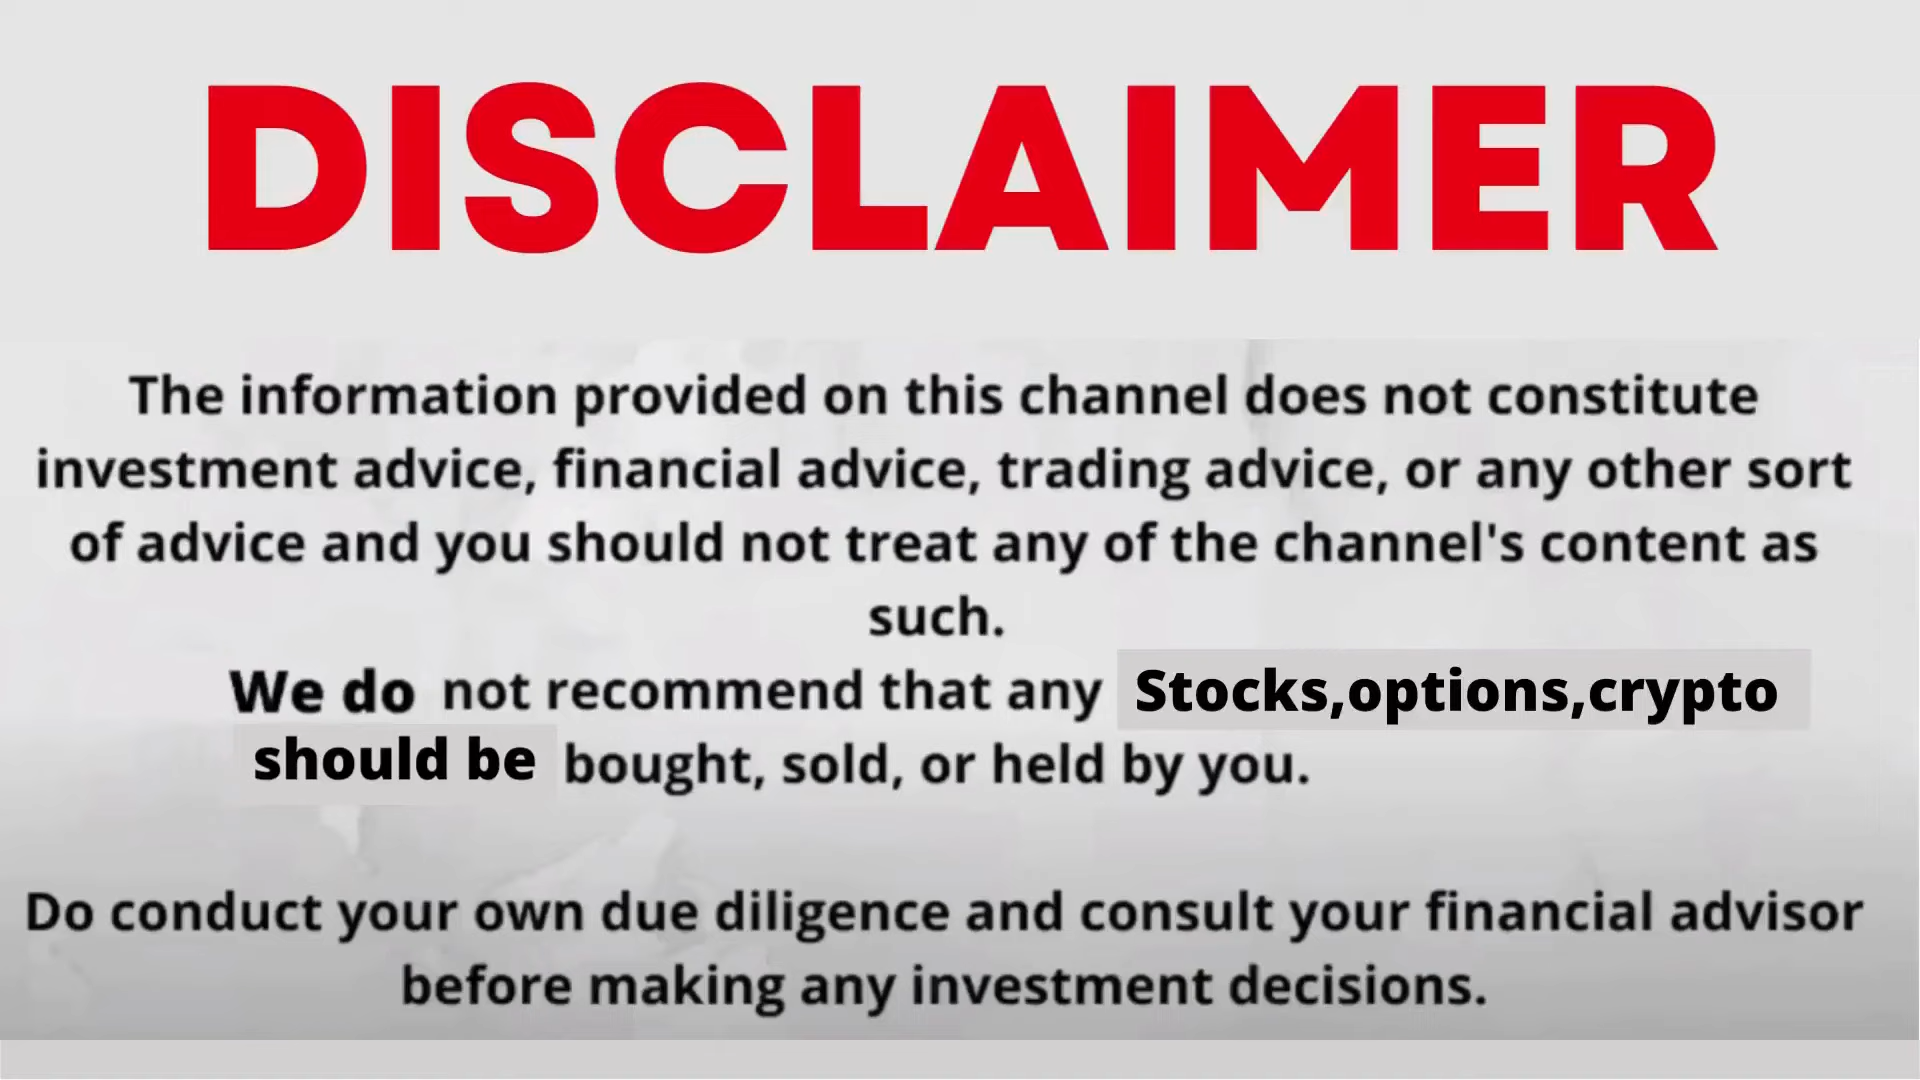 DISCLAIMER
The information provided on this channel does not constitute
investment advice, financial advice, trading advice, or any other sort
of advice and you should not treat any of the channel's content as
such.
We do not recommend that any Stocks,options,crypto
should be bought, sold, or held by you.
Do conduct your own due diligence and consult your financial advisor
before making any investment decisions.